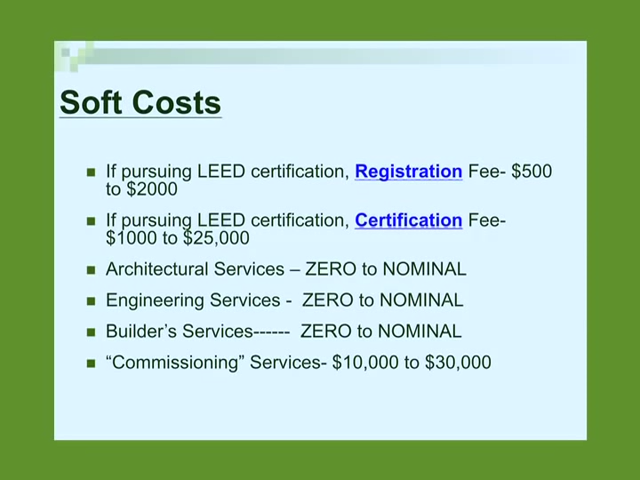 Soft Costs
If pursuing LEED certification, Registration Fee- $500
to $2000
If pursuing LEED certification, Certification Fee-
$1000 to $25,000
Architectural Services – ZERO to NOMINAL
Engineering Services -  ZERO to NOMINAL
Builder’s Services------  ZERO to NOMINAL
“Commissioning” Services- $10,000 to $30,000